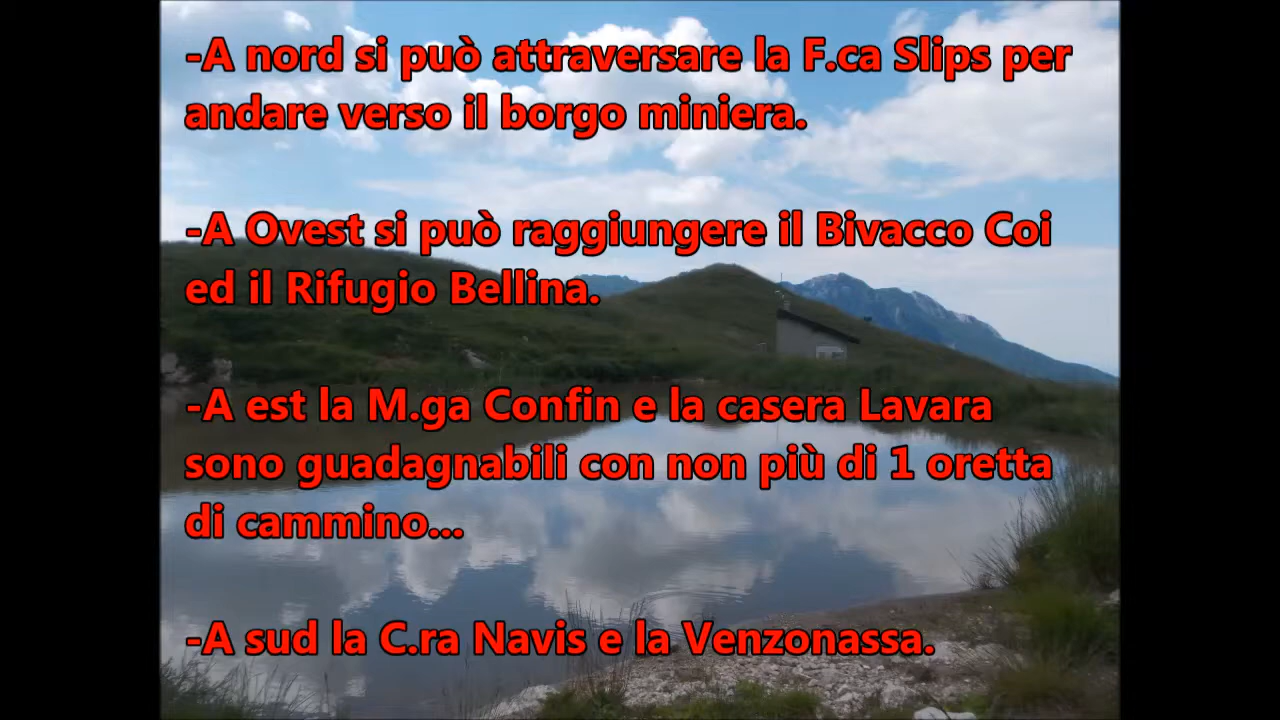 -A nord si può attraversare la F.ca Slips per
andare verso il borgo miniera.
-A Ovest si può raggiungere il Bivacco Coi
ed il Rifugio Bellina.
-A est la M.ga Confin e la casera Lavara
sono guadagnabili con non più di 1 oretta
di cammino...
-A sud la C.ra Navis e la Venzonassa.